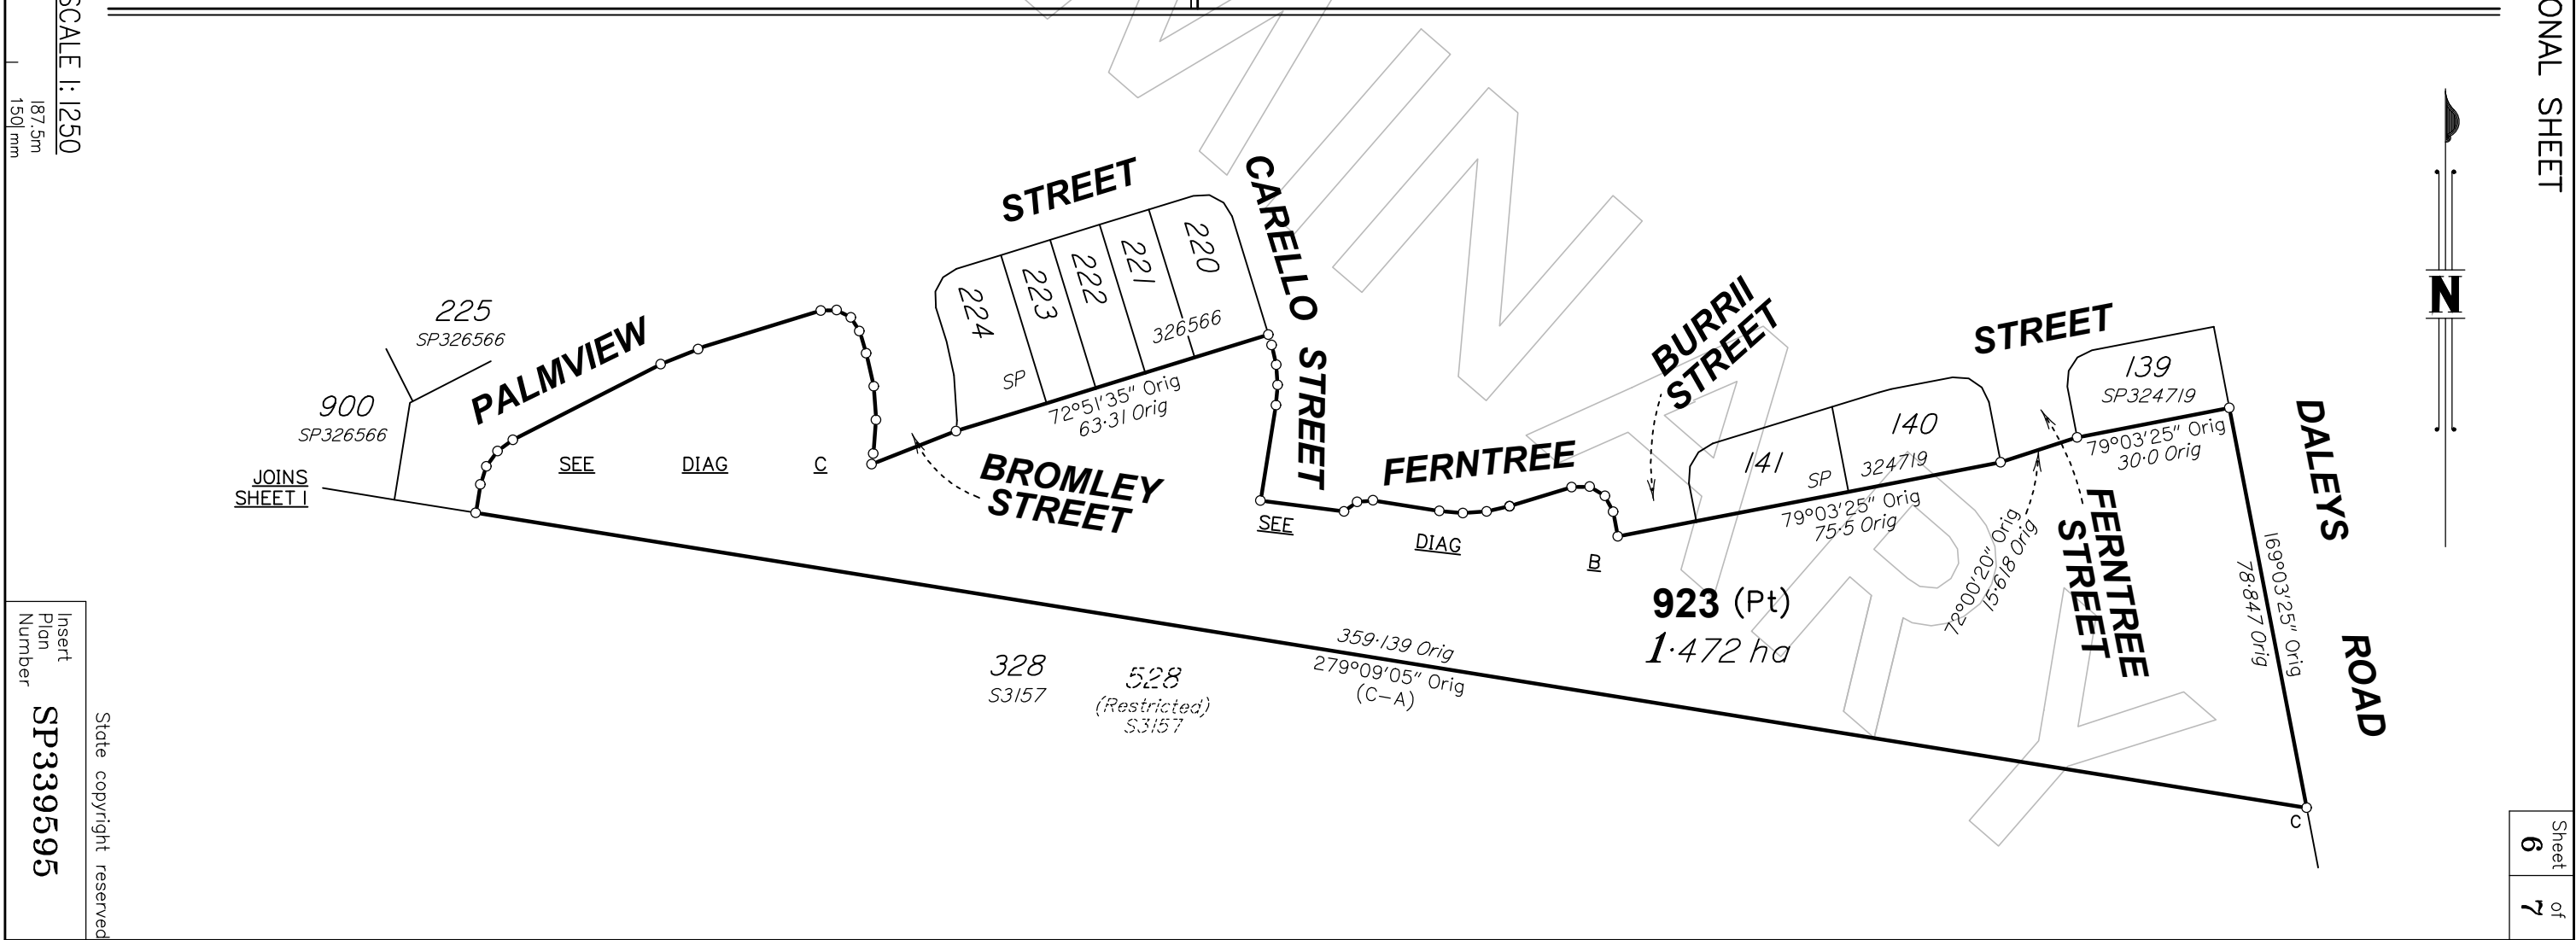 SCALE 1: 1250
187.5m
150 mm
ONAL SHEET
STREET
CARELLO STREET
220
221
222
223
224
SP 326566
72°51'35" Orig
63·31 Orig
225
SP326566
900
SP326566
PALMVIEW
JOINS
SHEET 1
SEE DIAG C
BROMLEY
STREET
BURRII
STREET
FERNTREE
STREET
SEE DIAG B
139
SP324719
140
141
SP 324719
79°03'25" Orig
30·0 Orig
79°03'25" Orig
75·5 Orig
72°00'20" Orig
15·618 Orig
FERNTREE
STREET
DALEYS ROAD
169°03'25" Orig
78·847 Orig
923 (Pt)
1·472 ha
359·139 Orig
279°09'05" Orig
(C-A)
328
S3157
528
(Restricted)
S3157
C
N
Insert
Plan
Number
SP339595
State copyright reserved
Sheet
6
of
7
MINARY